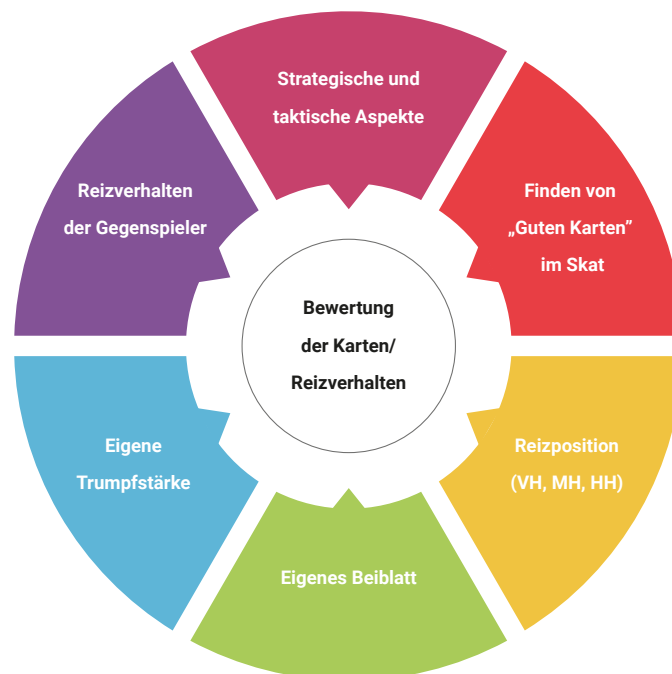 Strategische und
taktische Aspekte
Finden von
„Guten Karten”
im Skat
Reizposition
(VH, MH, HH)
Eigenes Beiblatt
Eigene
Trumpfstärke
Reizverhalten
der Gegenspieler
Bewertung
der Karten/
Reizverhalten